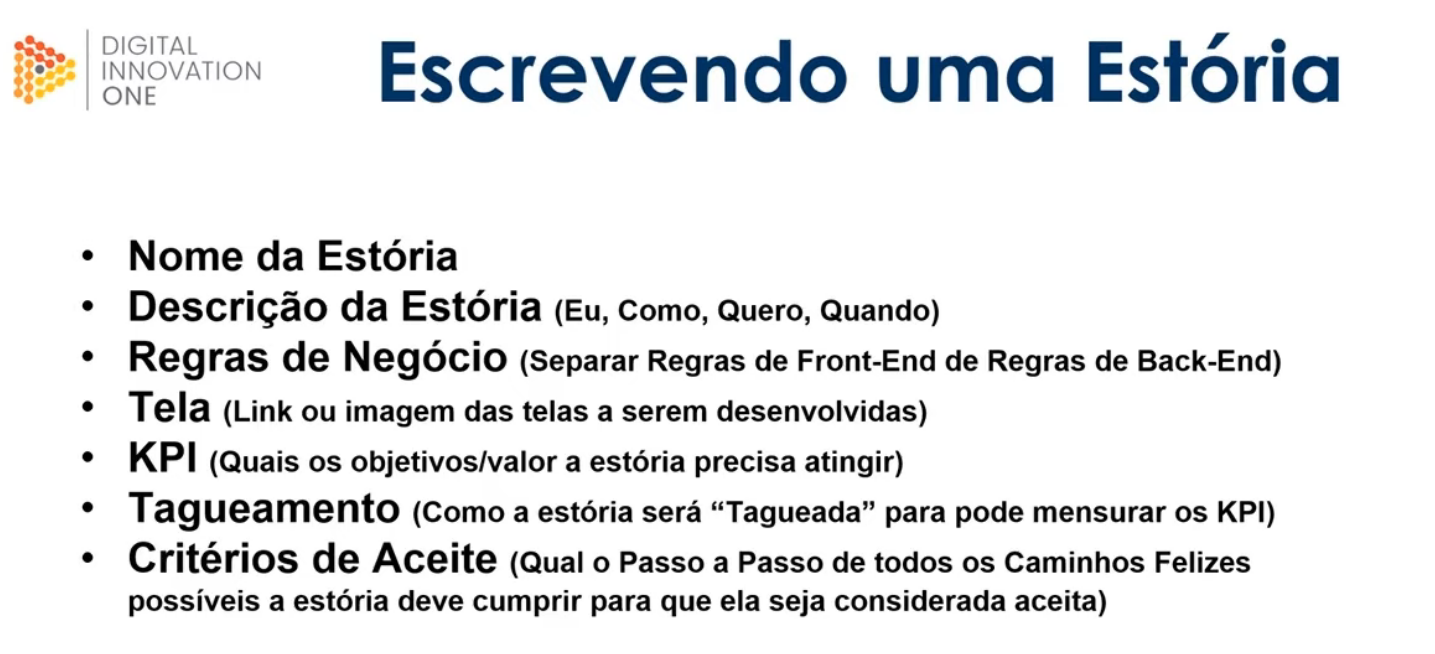 DIGITAL
INNOVATION
ONE
Escrevendo uma Estória
• Nome da Estória
• Descrição da Estória (Eu, Como, Quero, Quando)
• Regras de Negócio (Separar Regras de Front-End de Regras de Back-End)
• Tela (Link ou imagem das telas a serem desenvolvidas)
• KPI (Quais os objetivos/valor a estória precisa atingir)
• Tagueamento (Como a estória será “Tagueada” para pode mensurar os KPI)
• Critérios de Aceite (Qual o Passo a Passo de todos os Caminhos Felizes
possíveis a estória deve cumprir para que ela seja considerada aceita)